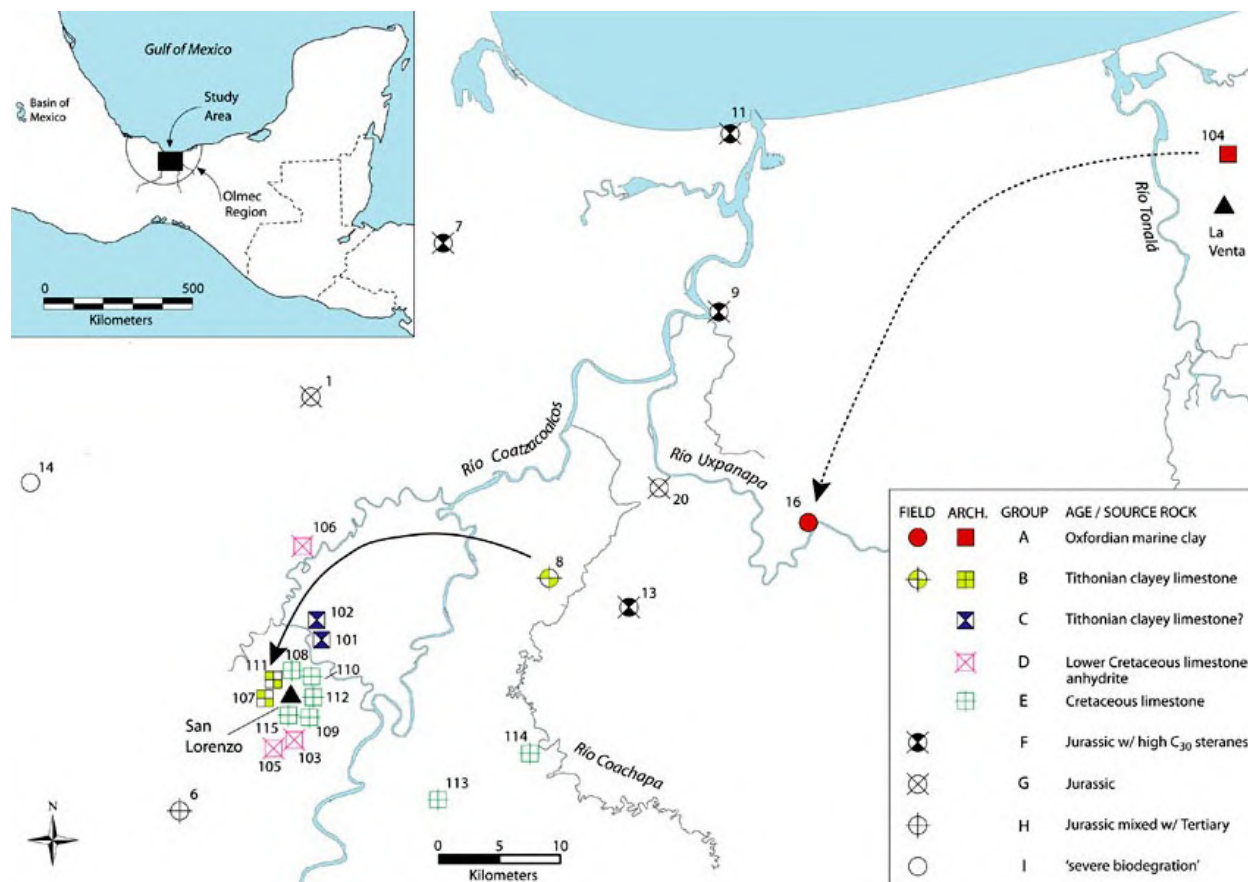 Gulf of Mexico
Basin of
Mexico
Study
Area
Olmec
Region
0 500
Kilometers
11
104
7
Río Tonalá
La
Venta
9
1
Río Coatzacoalcos
14
Río Uxpanapa
20
16
106
8
13
102
101
108
111
110
107
112
San
Lorenzo
115
109
105
103
114
Río Coachapa
113
6
N
0 5 10
Kilometers
FIELD ARCH. GROUP AGE / SOURCE ROCK
A Oxfordian marine clay
B Tithonian clayey limestone
C Tithonian clayey limestone?
D Lower Cretaceous limestone
anhydrite
E Cretaceous limestone
F Jurassic w/ high C₃₀ steranes
G Jurassic
H Jurassic mixed w/ Tertiary
I 'severe biodegration'